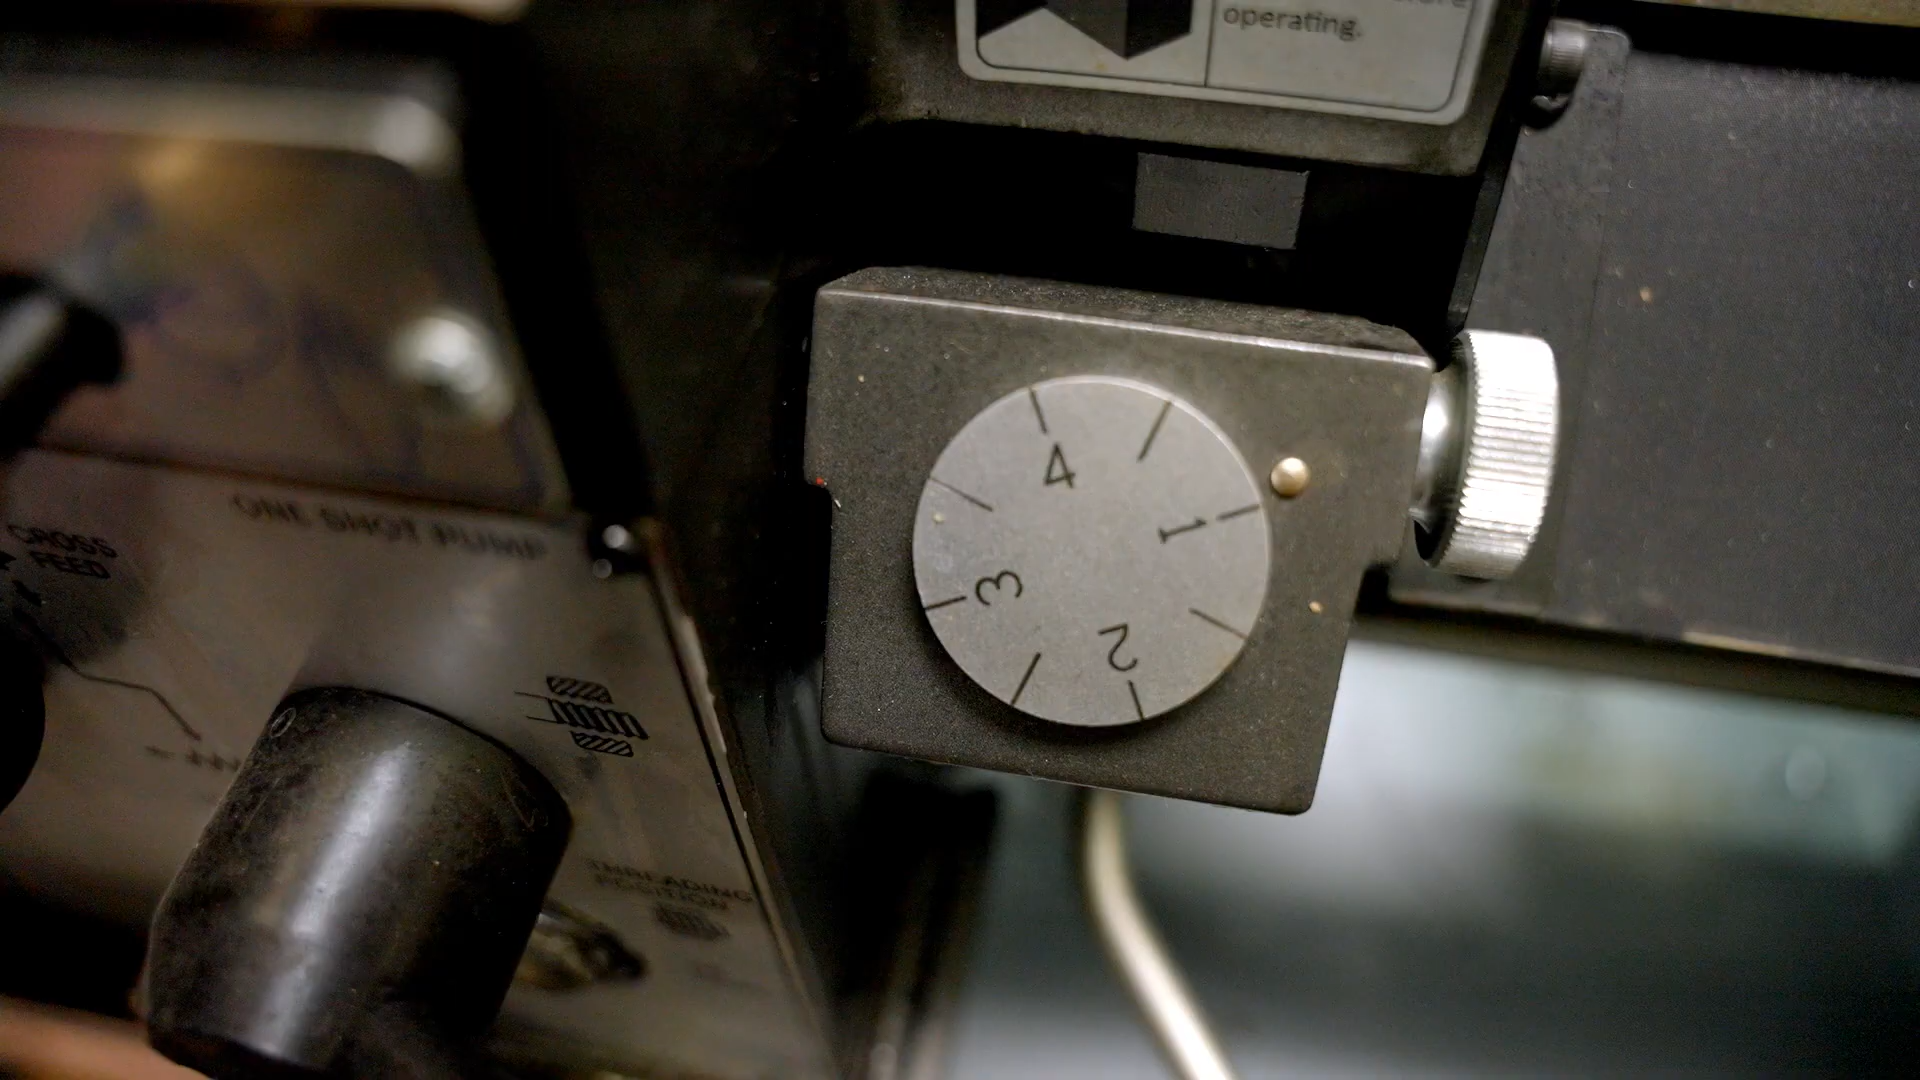 operating.
4
1
3
2
ONE SHOT PUMP
CROSS
FEED
THREADING
POSITION